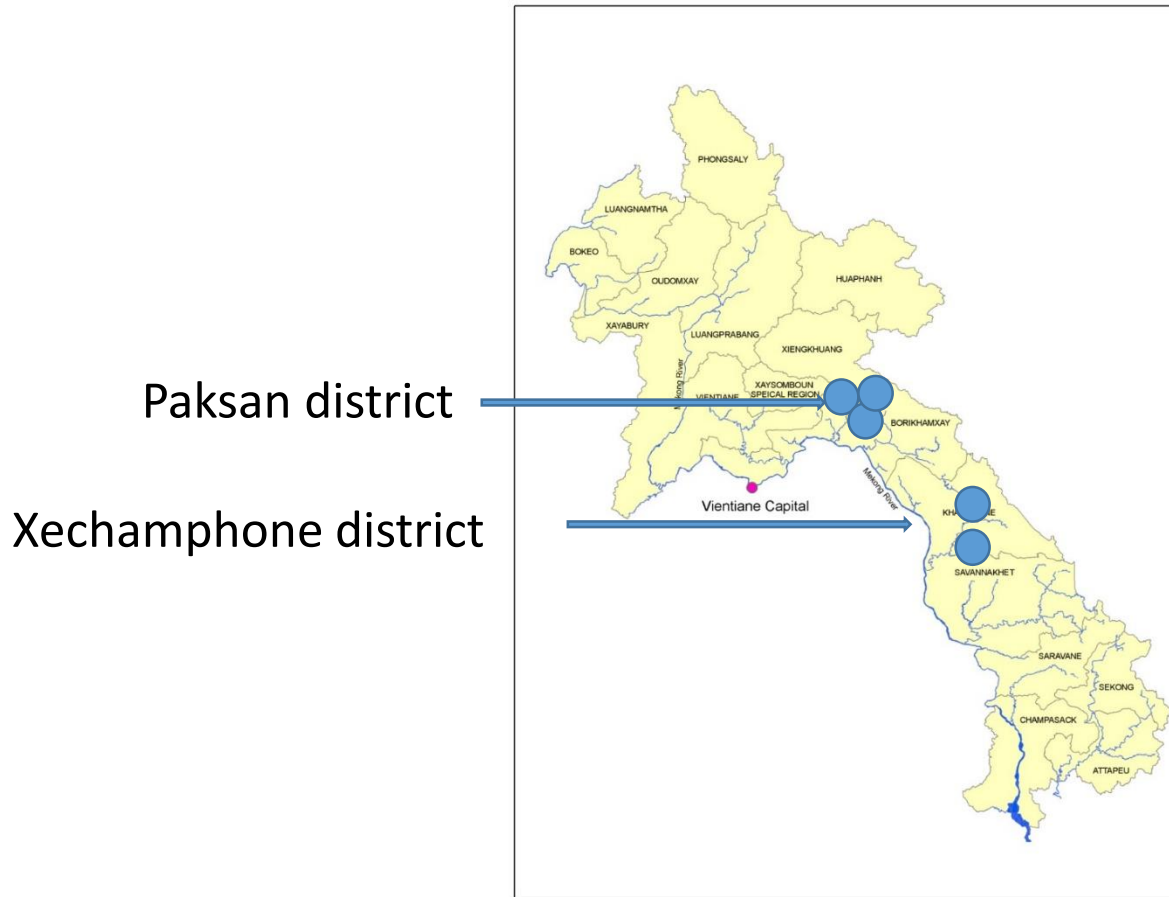 PHONGSALY
LUANGNAMTHA
BOKEO
OUDOMXAY
HUAPHANH
XAYABURY
LUANGPRABANG
XIENGKHUANG
Mekong River
Paksan district
VIENTIANE
XAYSOMBOUN
SPEICAL REGION
BORIKHAMXAY
Mekong River
Vientiane Capital
Xechamphone district
SAVANNAKHET
SARAVANE
SEKONG
CHAMPASACK
ATTAPEU